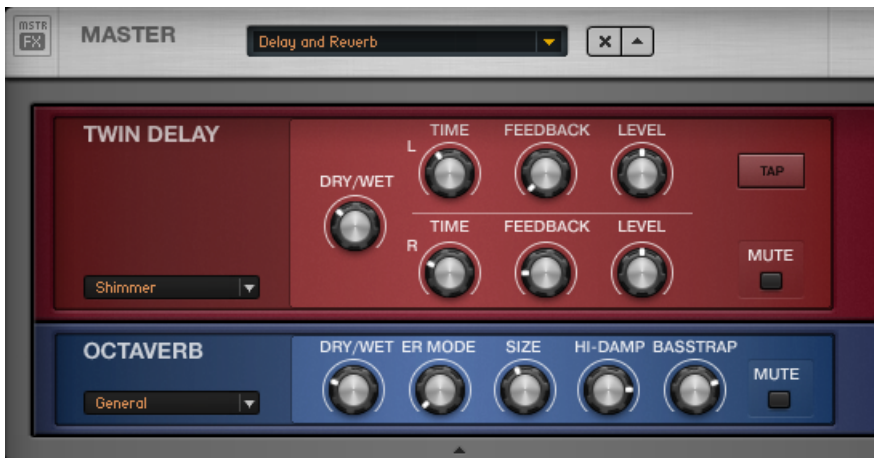 MSTR
FX
MASTER
Delay and Reverb
TWIN DELAY
L TIME FEEDBACK LEVEL
DRY/WET
TAP
R TIME FEEDBACK LEVEL
MUTE
Shimmer
OCTAVERB
DRY/WET ER MODE SIZE HI-DAMP BASSTRAP
MUTE
General